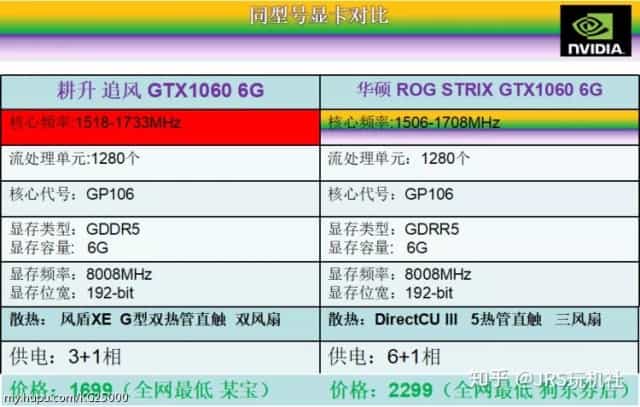 同型号显卡对比
NVIDIA
耕升 追风 GTX1060 6G
华硕 ROG STRIX GTX1060 6G
核心频率:1518-1733MHz
核心频率:1506-1708MHz
流处理单元:1280个
流处理单元：1280个
核心代号：GP106
核心代号：GP106
显存类型：GDDR5
显存容量: 6G
显存类型：GDRR5
显存容量：6G
显存频率：8008MHz
显存位宽：192-bit
显存频率：8008MHz
显存位宽：192-bit
散热： 风盾XE G型双热管直触 双风扇
散热：DirectCU III 5热管直触 三风扇
供电：3+1相
供电：6+1相
价格：1699（全网最低 某宝）
价格：2299（全网最低 狗东券后）
知乎 @JRS玩机社
my.hupu.com/KG25000